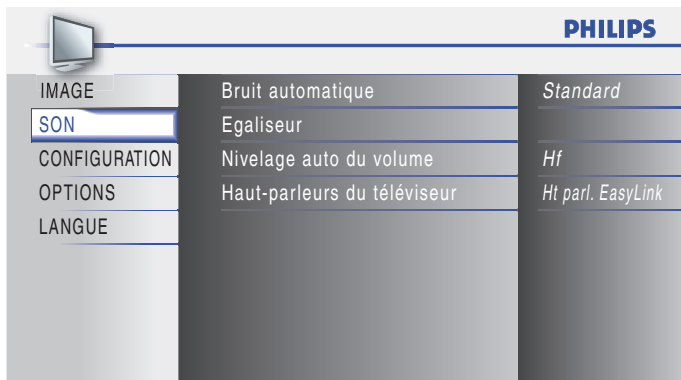 PHILIPS
IMAGE
SON
CONFIGURATION
OPTIONS
LANGUE
Bruit automatique
Egaliseur
Nivelage auto du volume
Haut-parleurs du téléviseur
Standard
Hf
Ht parl. EasyLink